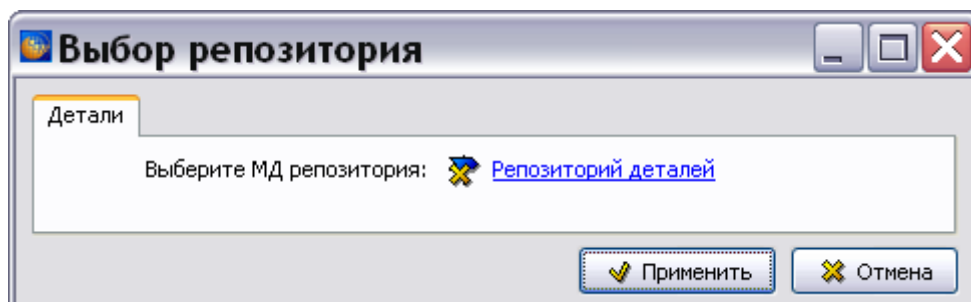 Выбор репозитория
Детали
Выберите МД репозитория: Репозиторий деталей
Применить Отмена